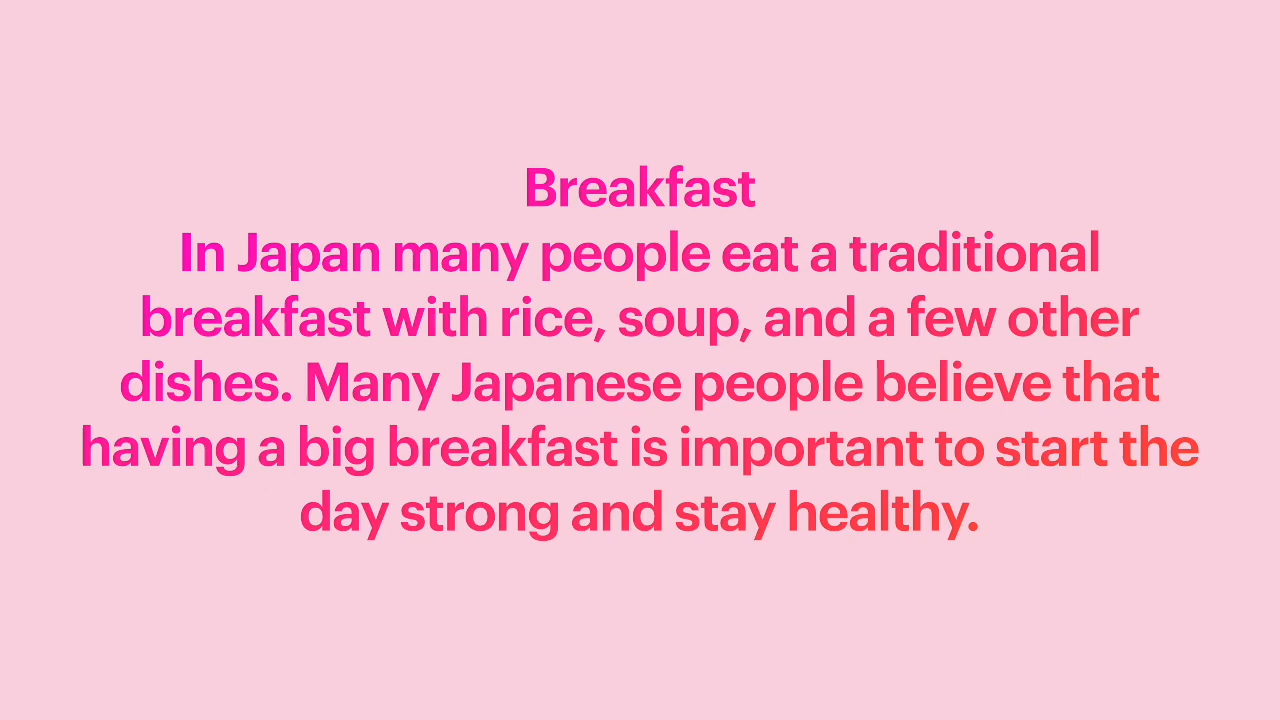 Breakfast
In Japan many people eat a traditional
breakfast with rice, soup, and a few other
dishes. Many Japanese people believe that
having a big breakfast is important to start the
day strong and stay healthy.